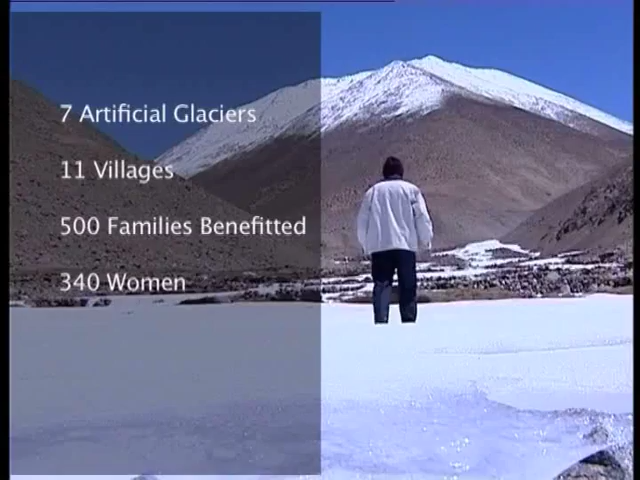 7 Artificial Glaciers
11 Villages
500 Families Benefitted
340 Women